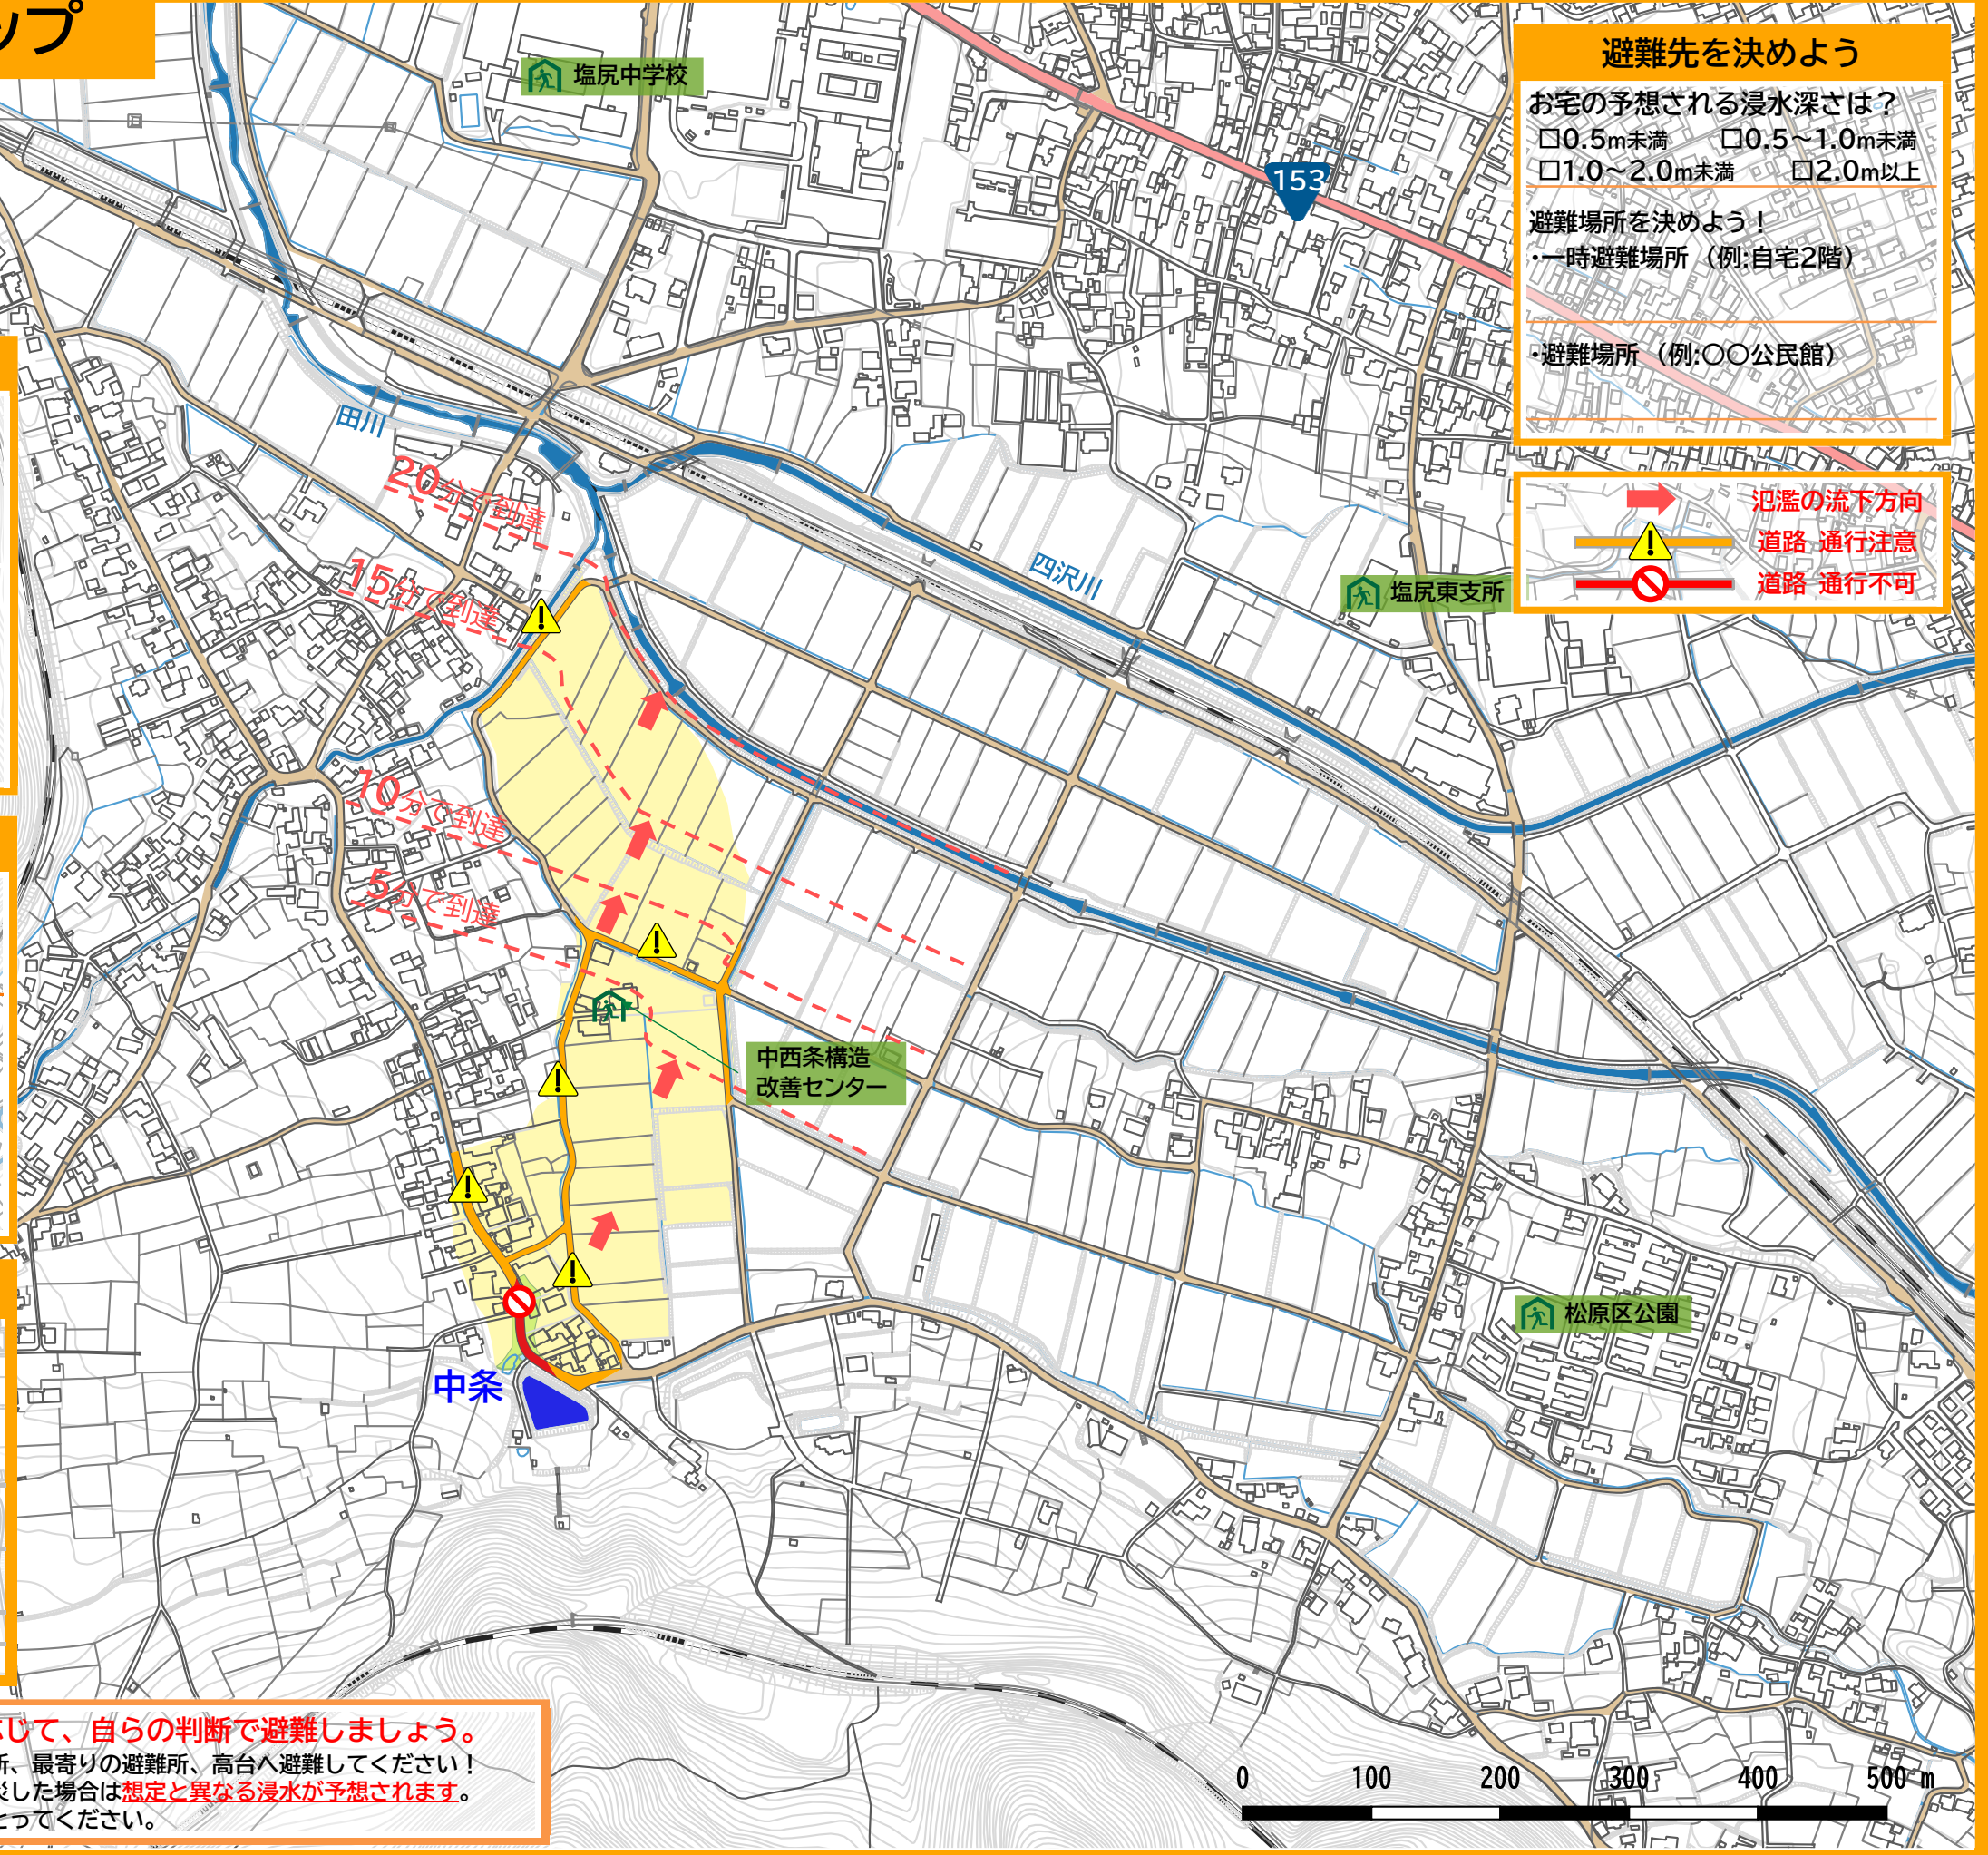 ップ
塩尻中学校
153
避難先を決めよう
お宅の予想される浸水深さは?
□0.5m未満 □0.5~1.0m未満
□1.0~2.0m未満 □2.0m以上
避難場所を決めよう!
・一時避難場所 (例:自宅2階)
・避難場所 (例:〇〇公民館)
氾濫の流下方向
道路 通行注意
道路 通行不可
田川
20分で到達
四沢川
塩尻東支所
15分で到達
10分で到達
5分で到達
中西条構造
改善センター
松原区公園
中条
じて、自らの判断で避難しましょう。
所、最寄りの避難所、高台へ避難してください!
した場合は想定と異なる浸水が予想されます。
とってください。
0 100 200 300 400 500 m